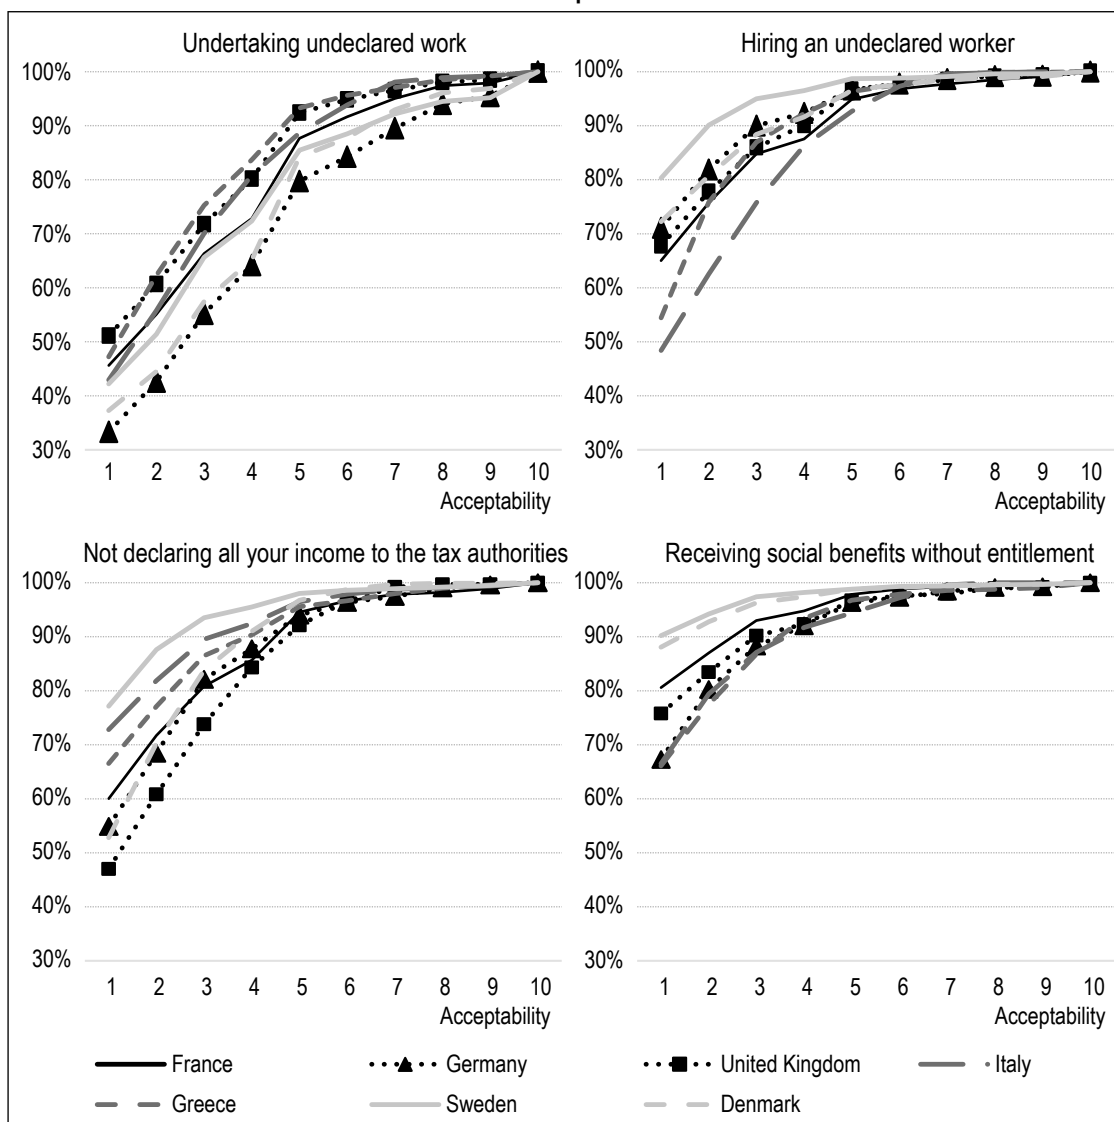 Undertaking undeclared work
100%
90%
80%
70%
60%
50%
40%
30%
1 2 3 4 5 6 7 8 9 10
Acceptability
Hiring an undeclared worker
100%
90%
80%
70%
60%
50%
40%
30%
1 2 3 4 5 6 7 8 9 10
Acceptability
Not declaring all your income to the tax authorities
100%
90%
80%
70%
60%
50%
40%
30%
1 2 3 4 5 6 7 8 9 10
Acceptability
Receiving social benefits without entitlement
100%
90%
80%
70%
60%
50%
40%
30%
1 2 3 4 5 6 7 8 9 10
Acceptability
France Germany United Kingdom Italy
Greece Sweden Denmark